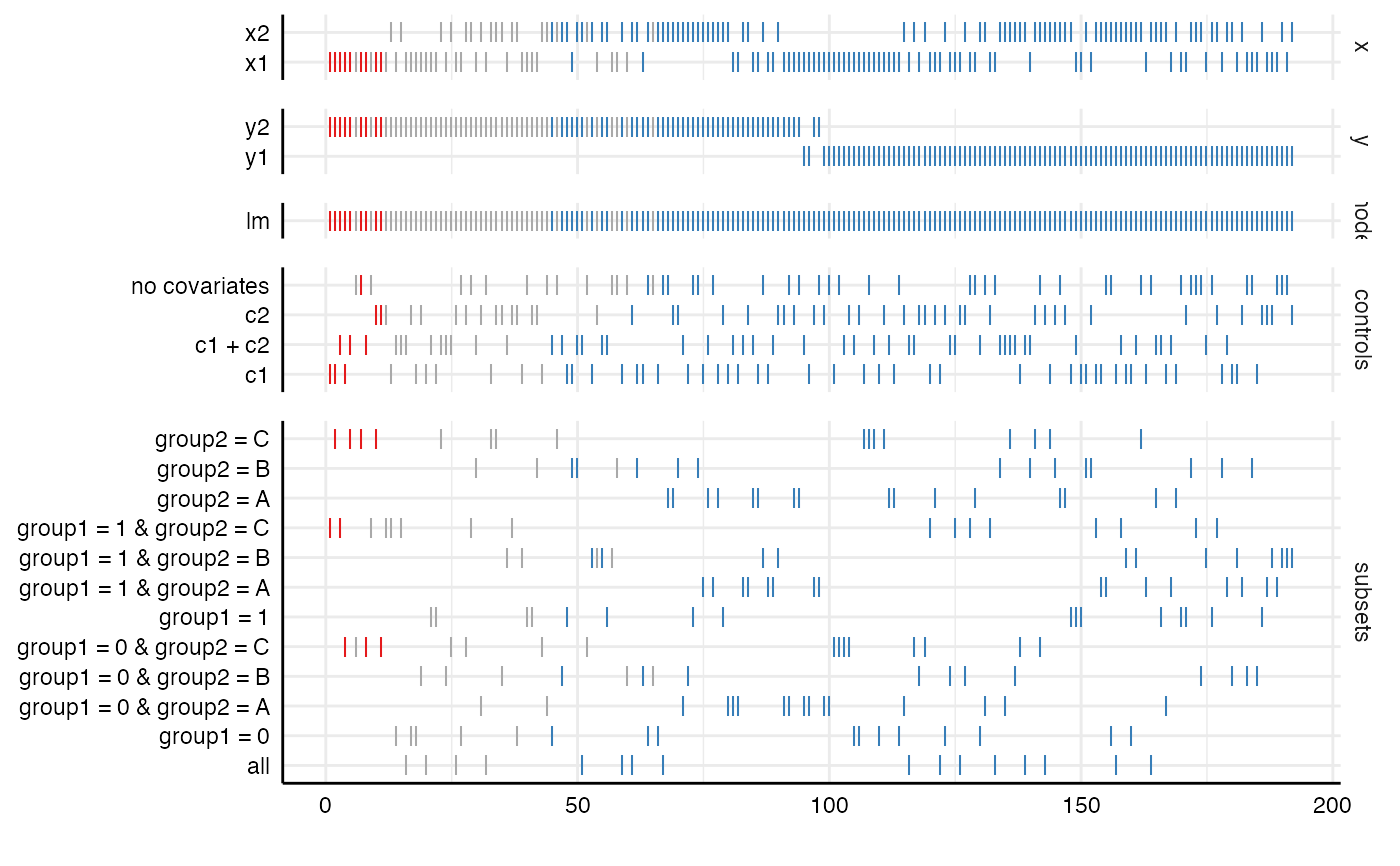 x2
x1
x
y2
y1
y
lm
no covariates
c2
c1 + c2
c1
controls
group2 = C
group2 = B
group2 = A
group1 = 1 & group2 = C
group1 = 1 & group2 = B
group1 = 1 & group2 = A
group1 = 1
group1 = 0 & group2 = C
group1 = 0 & group2 = B
group1 = 0 & group2 = A
group1 = 0
all
subsets
0 50 100 150 200